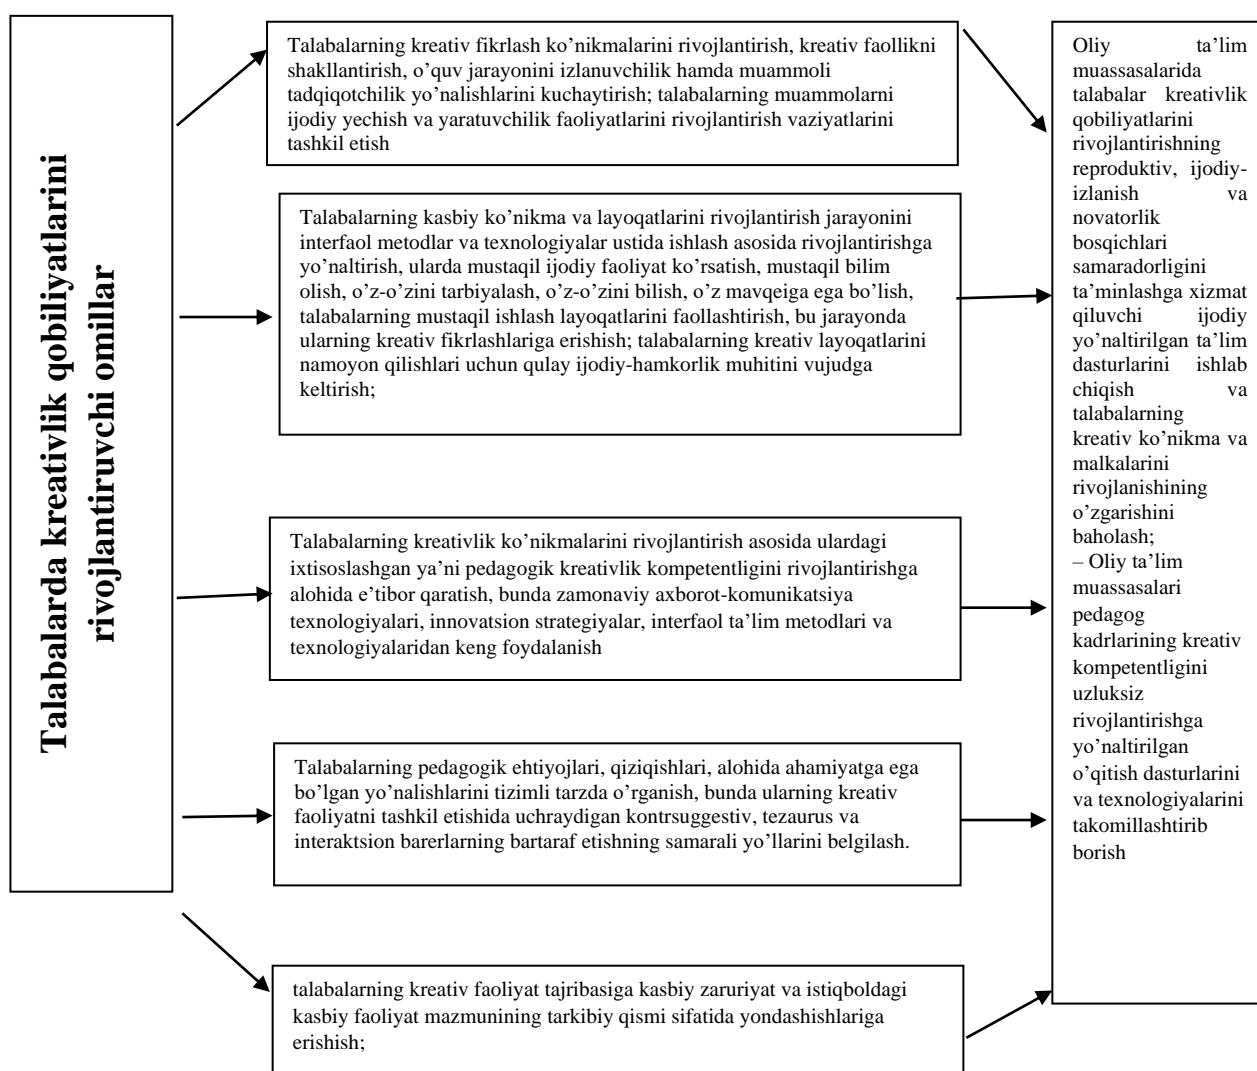 Talabalarda kreativlik qobiliyatlarini
rivojlantiruvchi omillar
Talabalarning kreativ fikrlash ko’nikmalarini rivojlantirish, kreativ faollikni
shakllantirish, o’quv jarayonini izlanuvchilik hamda muammoli
tadqiqotchilik yo’nalishlarini kuchaytirish; talabalarning muammolarni
ijodiy yechish va yaratuvchilik faoliyatlarini rivojlantirish vaziyatlarini
tashkil etish
Talabalarning kasbiy ko’nikma va layoqatlarini rivojlantirish jarayonini
interfaol metodlar va texnologiyalar ustida ishlash asosida rivojlantirishga
yo’naltirish, ularda mustaqil ijodiy faoliyat ko’rsatish, mustaqil bilim
olish, o’z-o’zini tarbiyalash, o’z-o’zini bilish, o’z mavqeiga ega bo’lish,
talabalarning mustaqil ishlash layoqatlarini faollashtirish, bu jarayonda
ularning kreativ fikrlashlariga erishish; talabalarning kreativ layoqatlarini
namoyon qilishlari uchun qulay ijodiy-hamkorlik muhitini vujudga
keltirish;
Talabalarning kreativlik ko’nikmalarini rivojlantirish asosida ulardagi
ixtisoslashgan ya’ni pedagogik kreativlik kompetentligini rivojlantirishga
alohida e’tibor qaratish, bunda zamonaviy axborot-komunikatsiya
texnologiyalari, innovatsion strategiyalar, interfaol ta’lim metodlari va
texnologiyalaridan keng foydalanish
Talabalarning pedagogik ehtiyojlari, qiziqishlari, alohida ahamiyatga ega
bo’lgan yo’nalishlarini tizimli tarzda o’rganish, bunda ularning kreativ
faoliyatni tashkil etishida uchraydigan kontrsuggestiv, tezaurus va
interaktsion barerlarning bartaraf etishning samarali yo’llarini belgilash.
talabalarning kreativ faoliyat tajribasiga kasbiy zaruriyat va istiqboldagi
kasbiy faoliyat mazmunining tarkibiy qismi sifatida yondashishlariga
erishish;
Oliy ta’lim
muassasalarida
talabalar kreativlik
qobiliyatlarini
rivojlantirishning
reproduktiv, ijodiy-
izlanish va
novatorlik
bosqichlari
samaradorligini
ta’minlashga xizmat
qiluvchi ijodiy
yo’naltirilgan ta’lim
dasturlarini ishlab
chiqish va
talabalarning
kreativ ko’nikma va
malkalarini
rivojlanishining
o’zgarishini
baholash;
– Oliy ta’lim
muassasalari
pedagog
kadrlarining kreativ
kompetentligini
uzluksiz
rivojlantirishga
yo’naltirilgan
o’qitish dasturlarini
va texnologiyalarini
takomillashtirib
borish